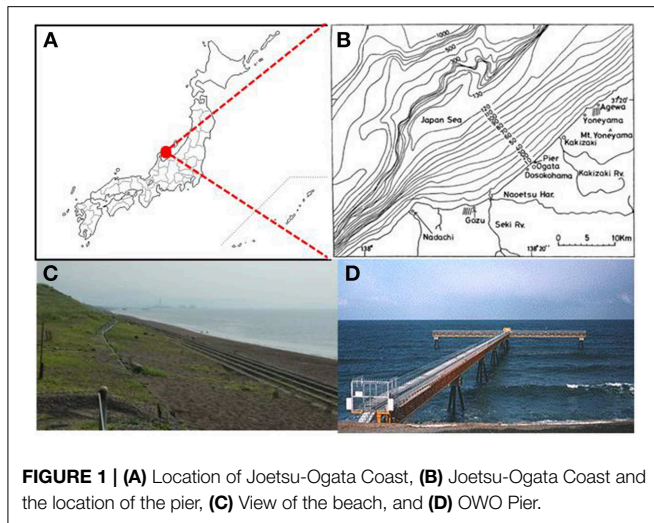 A
B
1000
500
Japan Sea
37°20'
Agewa
Yoneyama
Mt. Yoneyama
Kakizaki
Pier
Ogata
Dosokohama
Kakizaki Rv.
Naoetsu Har.
Gozu
Seki Rv.
Nadachi
138°
138°20'
0 5 10Km
C
D
FIGURE 1 | (A) Location of Joetsu-Ogata Coast, (B) Joetsu-Ogata Coast and
the location of the pier, (C) View of the beach, and (D) OWO Pier.